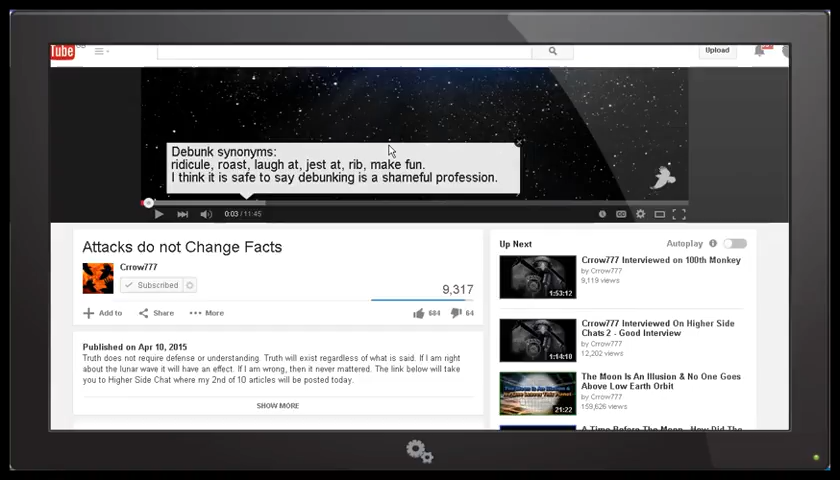 Tube
Upload
Debunk synonyms:
ridicule, roast, laugh at, jest at, rib, make fun.
I think it is safe to say debunking is a shameful profession.
0:03 / 11:45
Attacks do not Change Facts
Crrow777
Subscribed
9,317
Add to
Share
More
684
64
Published on Apr 10, 2015
Truth does not require defense or understanding. Truth will exist regardless of what is said. If I am right
about the lunar wave it will have an effect. If I am wrong, then it never mattered. The link below will take
you to Higher Side Chat where my 2nd of 10 articles will be posted today.
SHOW MORE
Up Next
Autoplay
Crrow777 Interviewed on 100th Monkey
by Crrow777
9,119 views
1:53:12
Crrow777 Interviewed On Higher Side
Chats 2 - Good Interview
by Crrow777
12,202 views
1:14:10
The Moon Is An Illusion & No One Goes
Above Low Earth Orbit
by Crrow777
159,626 views
21:22
A Time Before The Moon - How Did The